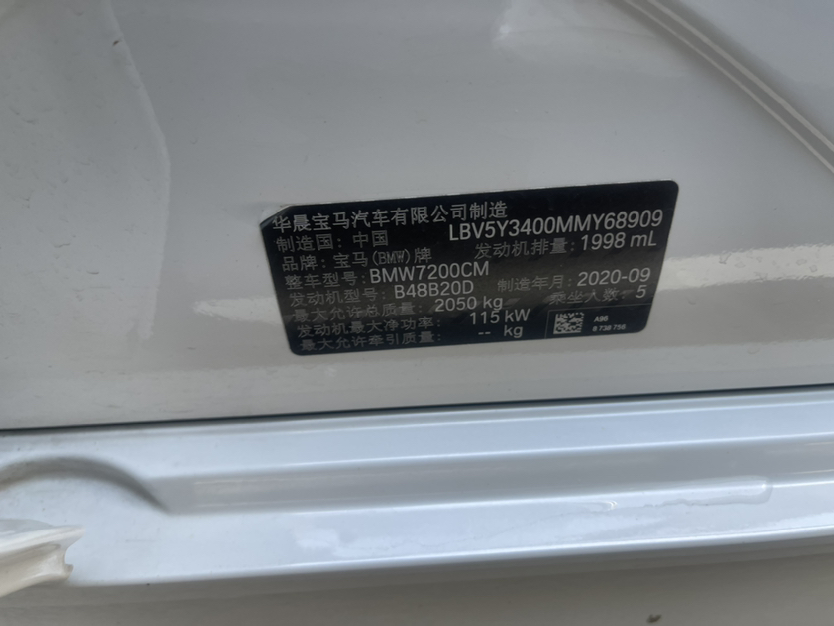 华晨宝马汽车有限公司制造
制造国: 中国 LBV5Y3400MMY68909
品牌: 宝马(BMW)牌 发动机排量: 1998 mL
整车型号: BMW7200CM
发动机型号: B48B20D 制造年月: 2020-09
最大允许总质量: 2050 kg 乘坐人数: 5
发动机最大净功率: 115 kW
最大允许牵引质量: -- kg
A96
8 738 756